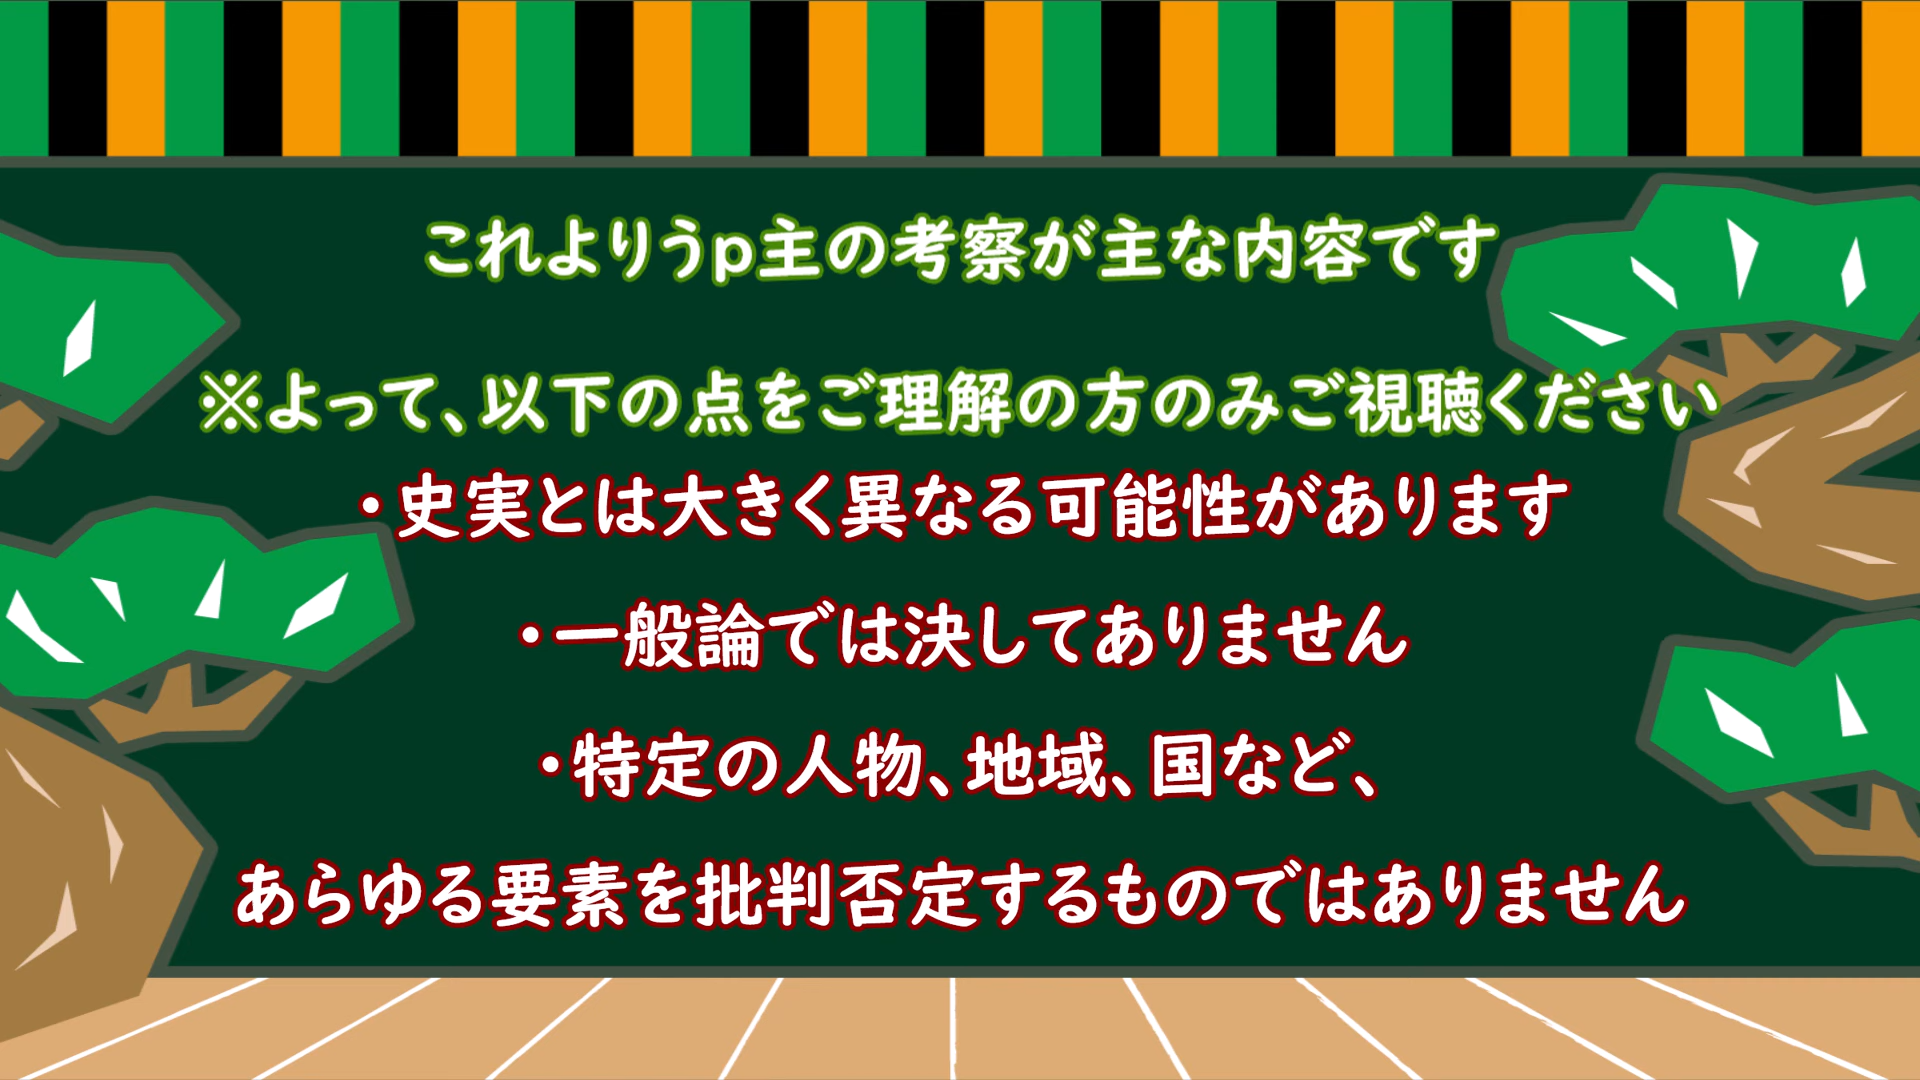 これよりうp主の考察が主な内容です
※よって、以下の点をご理解の方のみご視聴ください
・史実とは大きく異なる可能性があります
・一般論では決してありません
・特定の人物、地域、国など、
あらゆる要素を批判否定するものではありません